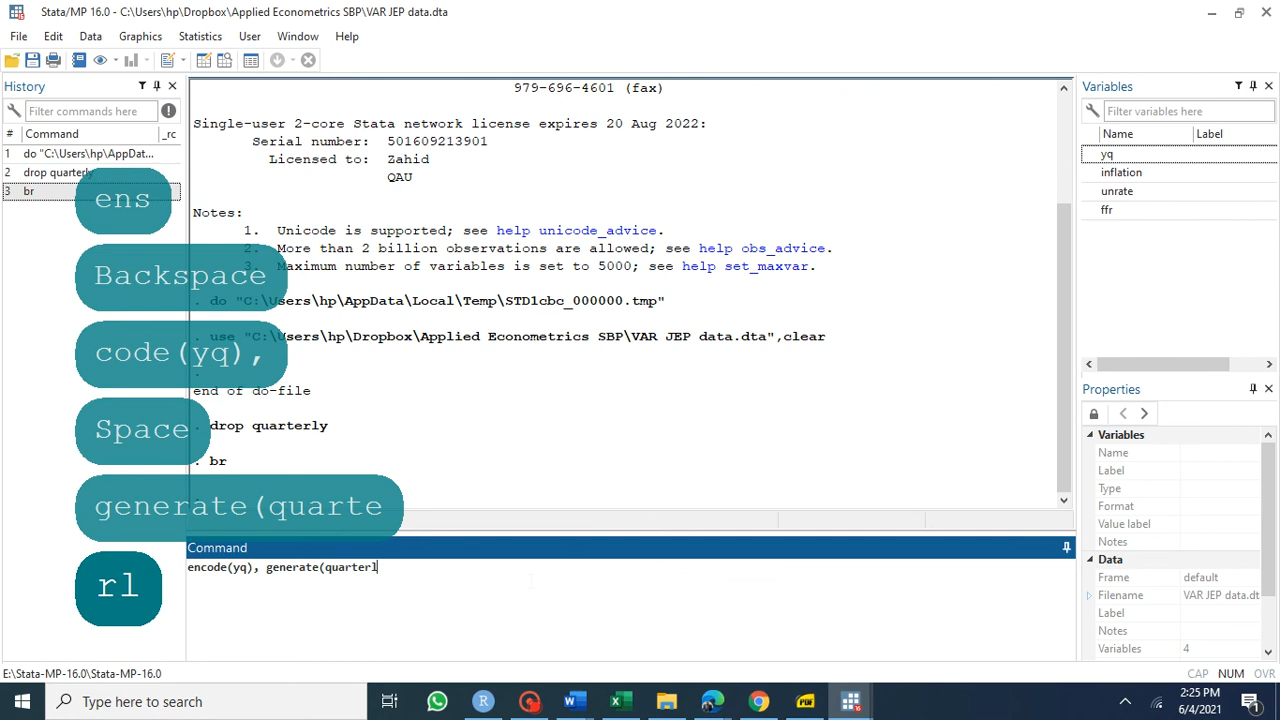 Stata/MP 16.0 - C:\Users\hp\Dropbox\Applied Econometrics SBP\VAR JEP data.dta
File Edit Data Graphics Statistics User Window Help
History
Filter commands here
# Command _rc
1 do "C:\Users\hp\AppDat...
2 drop quarterly
3 br
979-696-4601 (fax)
Single-user 2-core Stata network license expires 20 Aug 2022:
Serial number: 501609213901
Licensed to: Zahid
QAU
Notes:
1. Unicode is supported; see help unicode_advice.
2. More than 2 billion observations are allowed; see help obs_advice.
3. Maximum number of variables is set to 5000; see help set_maxvar.
. do "C:\Users\hp\AppData\Local\Temp\STD1cbc_000000.tmp"
. use "C:\Users\hp\Dropbox\Applied Econometrics SBP\VAR JEP data.dta",clear
.
end of do-file
. drop quarterly
. br
.
ens
Backspace
code(yq),
Space
generate(quarte
rl
Command
encode(yq), generate(quarterl
Variables
Filter variables here
Name Label
yq
inflation
unrate
ffr
Properties
Variables
Name
Label
Type
Format
Value label
Notes
Data
Frame default
Filename VAR JEP data.dt
Label
Notes
Variables 4
E:\Stata-MP-16.0\Stata-MP-16.0
CAP NUM OVR
Type here to search
2:25 PM
6/4/2021